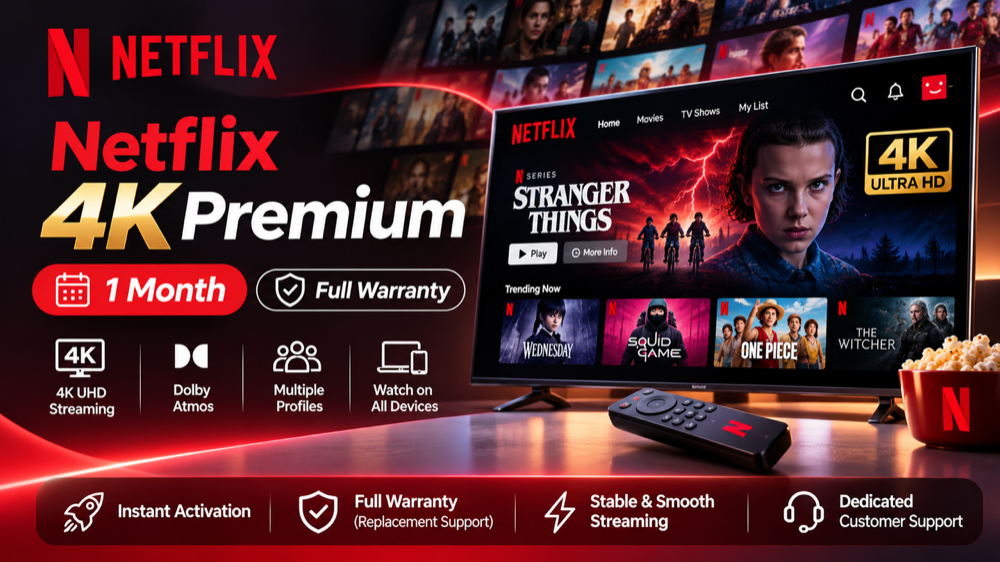 N NETFLIX
Netflix
4K Premium
1 Month
Full Warranty
4K
4K UHD
Streaming
Dolby
Atmos
Multiple
Profiles
Watch on
All Devices
NETFLIX
Home
Movies
TV Shows
My List
4K
ULTRA HD
N SERIES
STRANGER
THINGS
Play
More Info
Trending Now
N
WEDNESDAY
N
SQUID
GAME
N
ONE PIECE
N
THE
WITCHER
N
N
Instant Activation
Full Warranty
(Replacement Support)
Stable & Smooth
Streaming
Dedicated
Customer Support